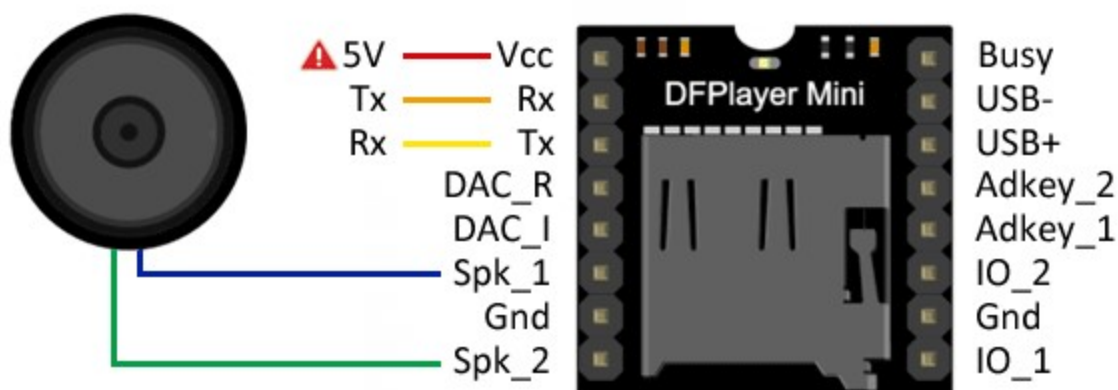 5V Vcc Busy
Tx Rx DFPlayer Mini USB-
Rx Tx USB+
DAC_R Adkey_2
DAC_I Adkey_1
Spk_1 IO_2
Gnd Gnd
Spk_2 IO_1